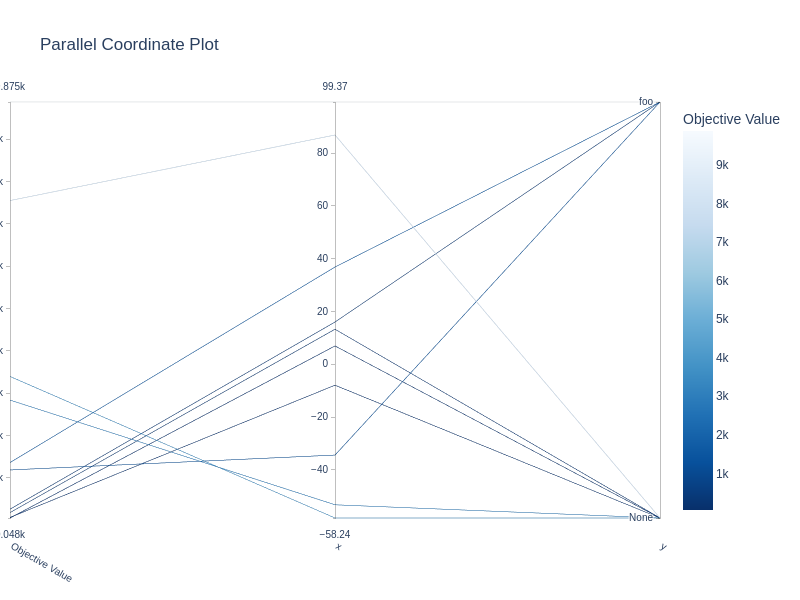 Parallel Coordinate Plot
.875k
99.37
foo
Objective Value
k
k
k
k
k
k
k
k
k
80
60
40
20
0
−20
−40
None
9k
8k
7k
6k
5k
4k
3k
2k
1k
.048k
−58.24
Objective Value
x
y